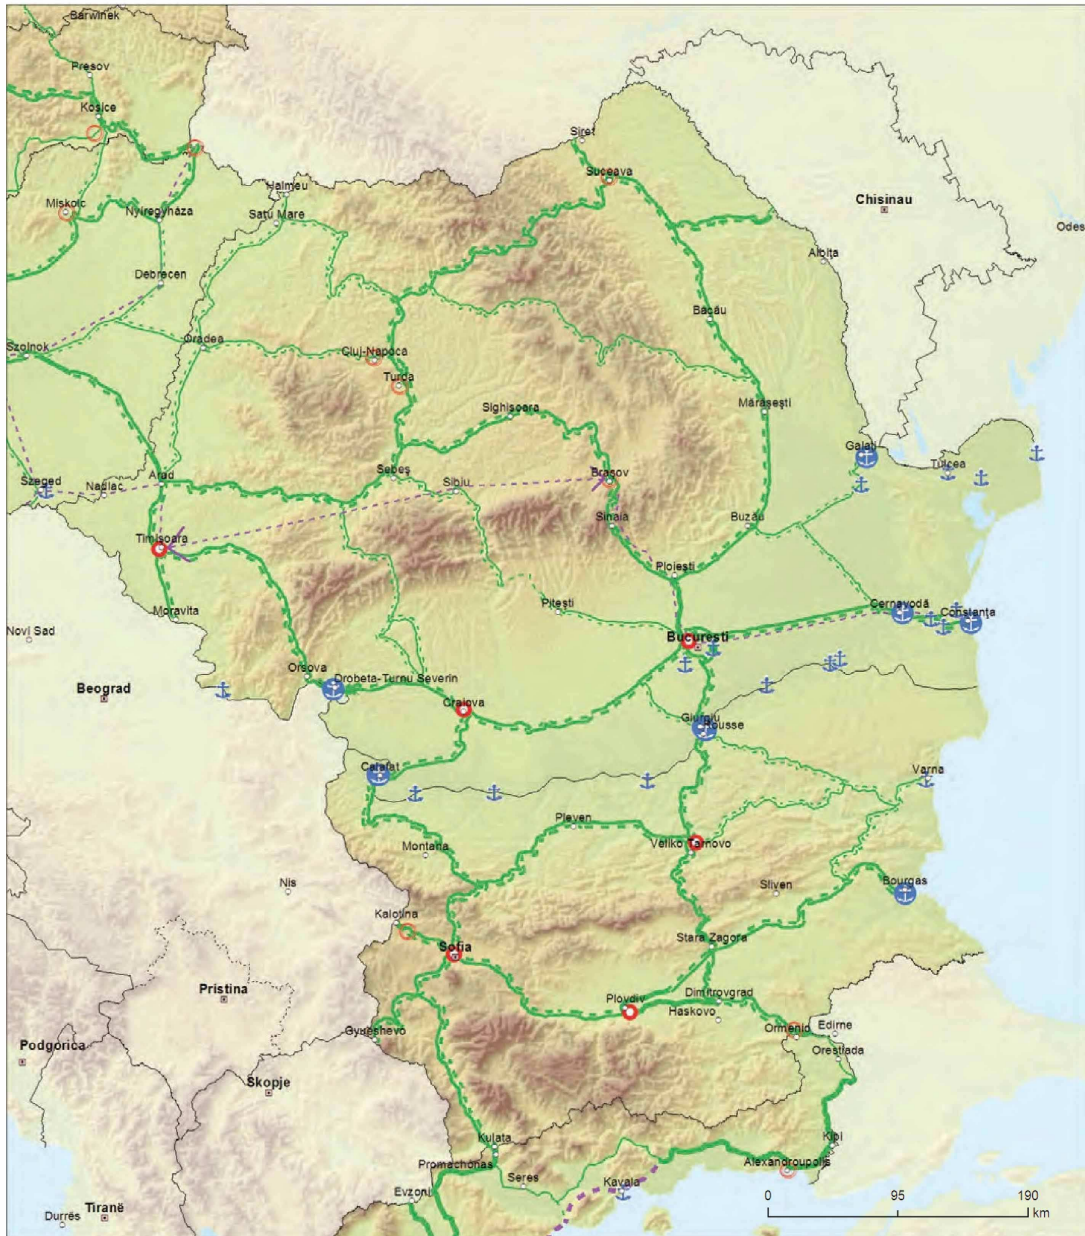 Barwinek
Presov
Kosice
Siret
Suceava
Halmeu
Miskolc
Nyíregyháza
Satu Mare
Chisinau
Odes
Albiţa
Debrecen
Bacău
Szolnok
Oradea
Cluj-Napoca
Turda
Sighisoara
Mărăşeşti
Galaţi
Tulcea
Szeged
Nadlac
Arad
Sebeş
Sibiu
Braşov
Sinaia
Buzău
Timişoara
Ploieşti
Moravita
Piteşti
Cernavodă
Constanţa
Novi Sad
Bucureşti
Orsova
Drobeta-Turnu Severin
Beograd
Craiova
Giurgiu
Rousse
Calafat
Varna
Pleven
Montana
Veliko Tarnovo
Nis
Sliven
Bourgas
Kalotina
Sofia
Stara Zagora
Pristina
Plovdiv
Dimitrovgrad
Haskovo
Gyueshevo
Ormenio
Edirne
Podgorica
Orestiada
Skopje
Kulata
Kipi
Promachonas
Alexandroupolis
Seres
Kavala
Evzoni
Tiranë
Durrës
0 95 190
km